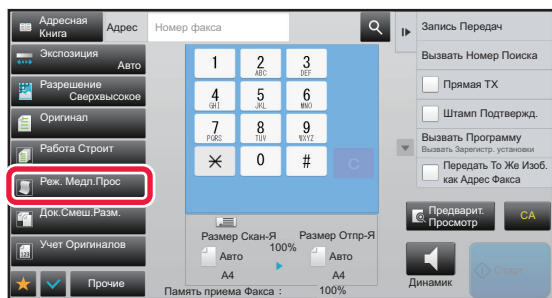 Адресная
Книга
Адрес
Номер факса
Экспозиция
Авто
Разрешение
Сверхвысокое
Оригинал
Работа Строит
Реж. Медл.Прос
Док.Смеш.Разм.
Учет Оригиналов
Прочие
1
2
ABC
3
DEF
4
GHI
5
JKL
6
MNO
7
PQRS
8
TUV
9
WXYZ
0
#
C
Размер Скан-Я
100%
Размер Отпр-Я
Авто
A4
Авто
A4
Память приема Факса :
100%
Запись Передач
Вызвать Номер Поиска
Прямая TX
Штамп Подтвержд.
Вызвать Программу
Вызвать Зарегистр. установки
Передать То Же Изоб.
как Адрес Факса
Предварит.
Просмотр
CA
Динамик
Старт